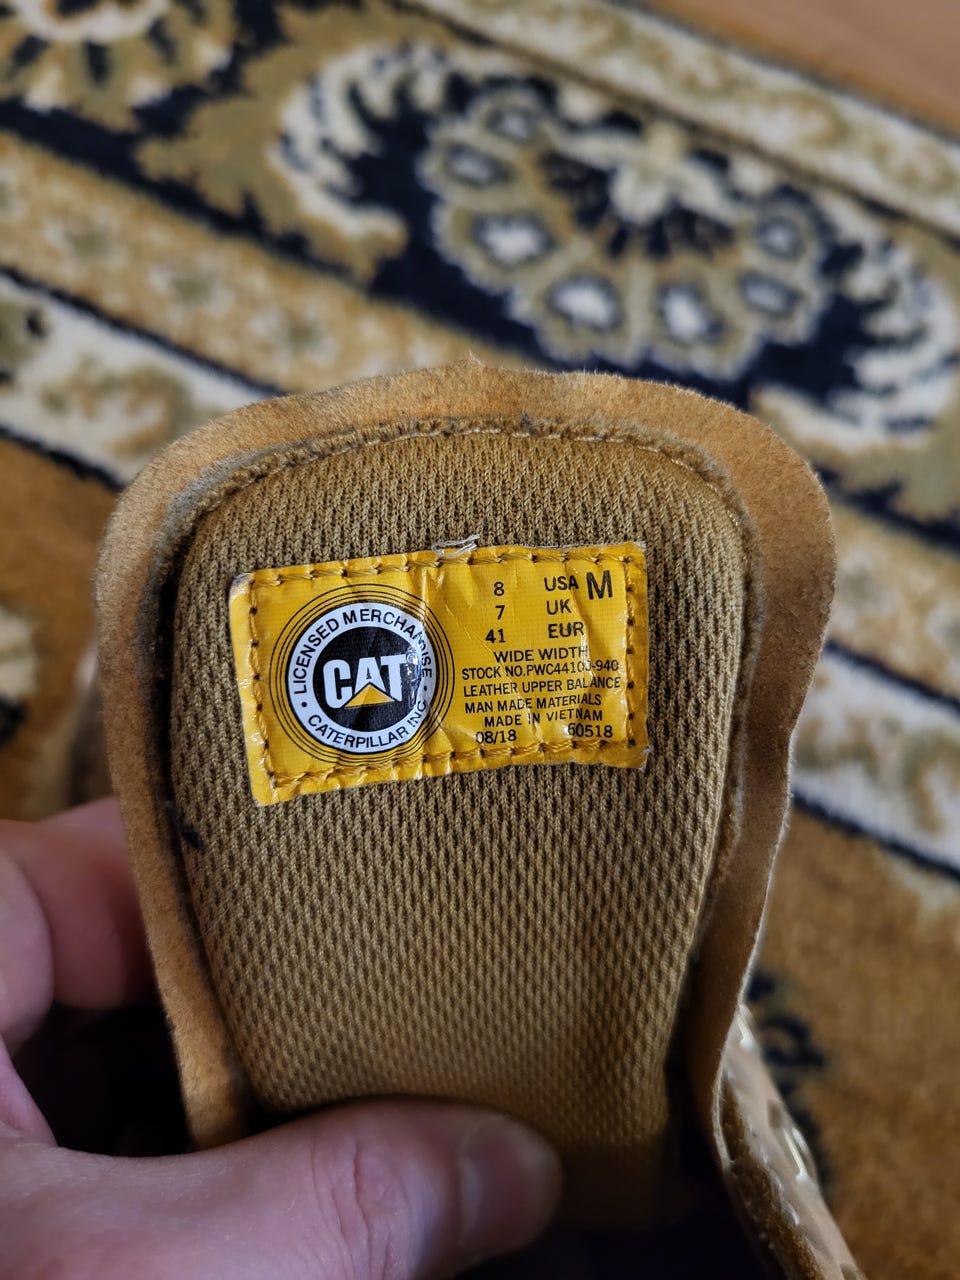 LICENSED MERCHANDISE
CAT
CATERPILLAR INC.
8 USA M
7 UK
41 EUR
WIDE WIDTH
STOCK NO.PWC44100-940
LEATHER UPPER BALANCE
MAN MADE MATERIALS
MADE IN VIETNAM
08/18 60518